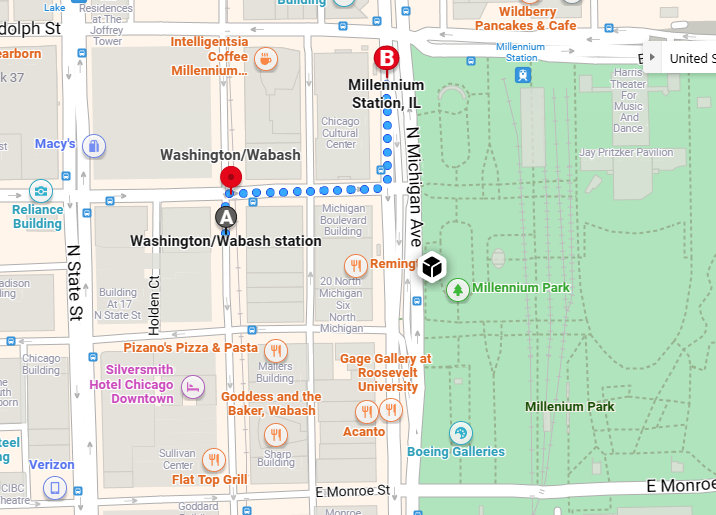 Lake
Residences
at The
Joffrey
Tower
Building
Wildberry
Pancakes & Cafe
dolph St
earborn
Intelligentsia
Coffee
Millennium...
Millennium
Station
E
United S
k 37
B
Millennium
Station, IL
Harris
Theater
For
Music
And
Dance
Chicago
Cultural
Center
Macy's
Washington/Wabash
Jay Pritzker Pavilion
N Michigan Ave
Reliance
Building
A
Michigan
Boulevard
Building
Washington/Wabash station
N State St
Holden Ct
Reming
Millennium Park
adison
ding
Building
At 17
N State St
20 North
Michigan
Six
North
Michigan
Pizano's Pizza & Pasta
Chicago
Building
Mallers
Building
Gage Gallery at
Roosevelt
University
Silversmith
Hotel Chicago
Downtown
Goddess and the
Baker, Wabash
Millenium Park
Acanto
Boeing Galleries
teel
ng
Sullivan
Center
Sharp
Building
Verizon
Flat Top Grill
CIBC
heatre
E Monroe St
E Monroe
Goddard
Building
Monroe